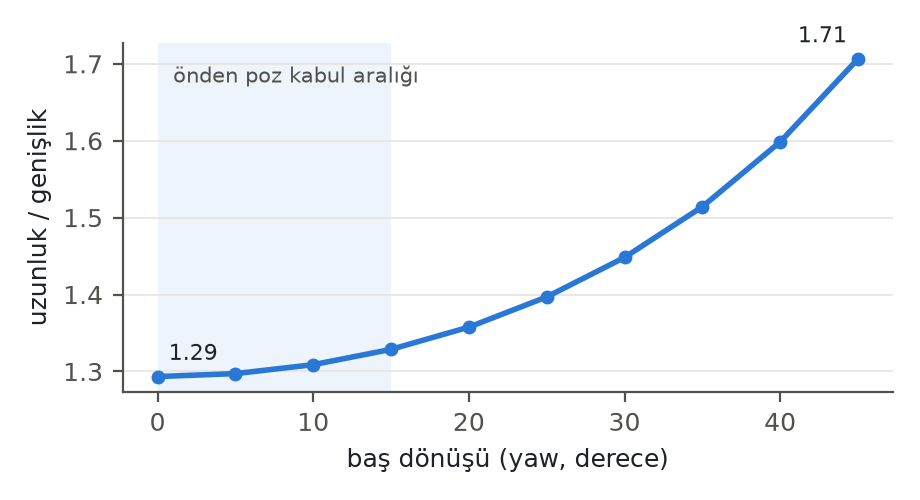 1.71
önden poz kabul aralığı
1.29
uzunluk / genişlik
1.7
1.6
1.5
1.4
1.3
0 10 20 30 40
baş dönüşü (yaw, derece)